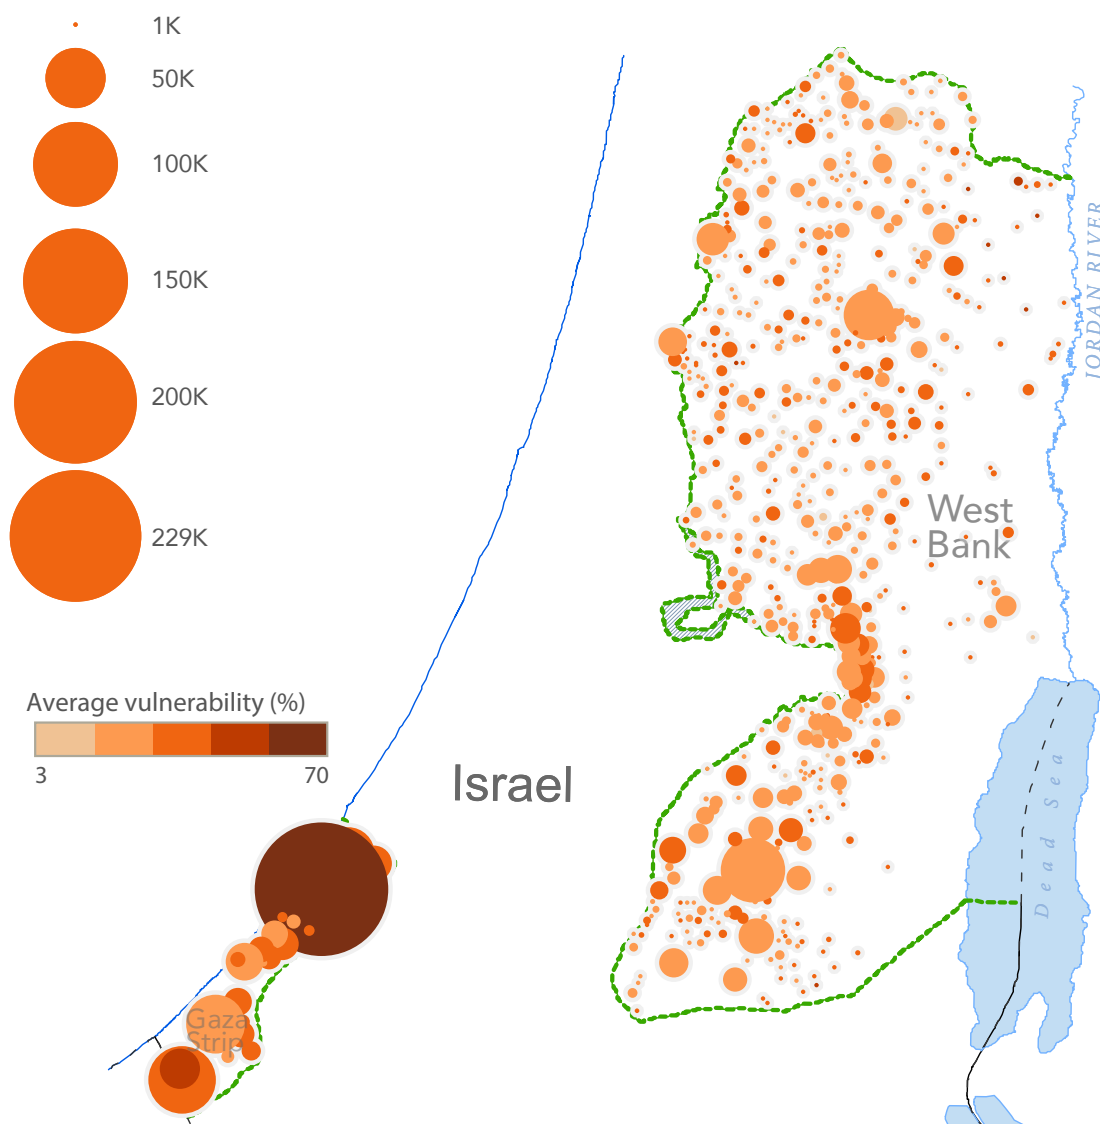 1K
50K
100K
150K
200K
229K
JORDAN RIVER
West
Bank
Average vulnerability (%)
3 70
Israel
Dead Sea
Gaza
Strip